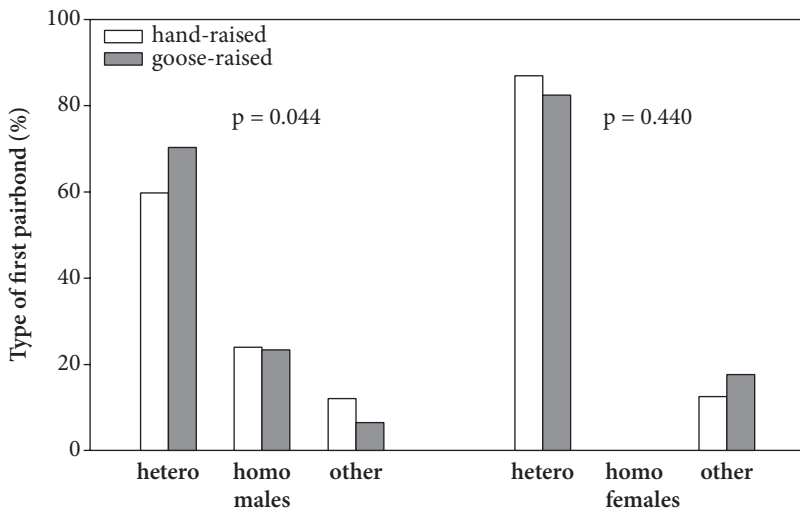 100
80
60
40
20
0
Type of first pairbond (%)
hand-raised
goose-raised
p = 0.044
p = 0.440
hetero homo other hetero homo other
males females